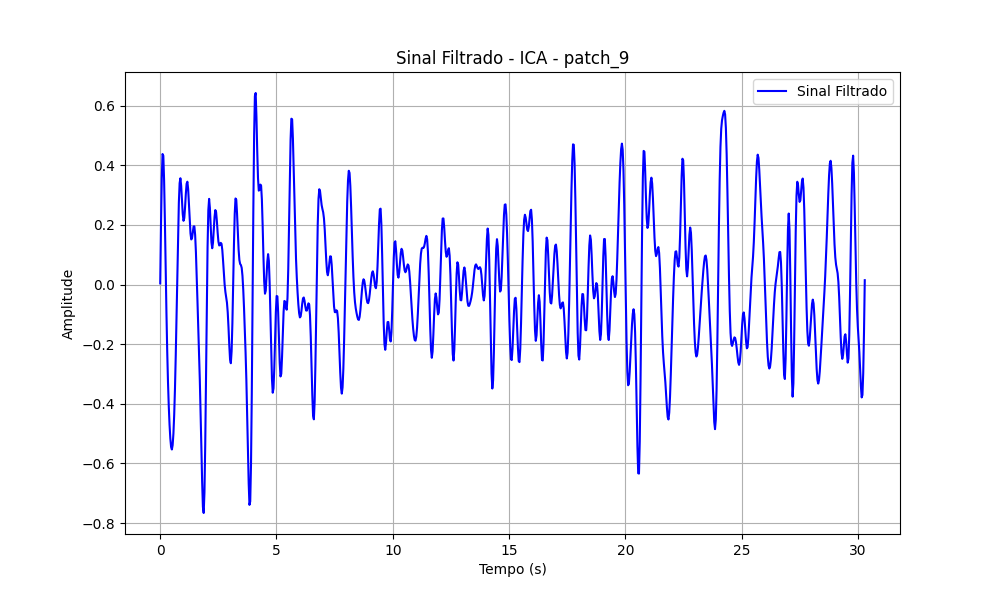 Sinal Filtrado - ICA - patch_9
Sinal Filtrado
Amplitude
0.6
0.4
0.2
0.0
−0.2
−0.4
−0.6
−0.8
0 5 10 15 20 25 30
Tempo (s)